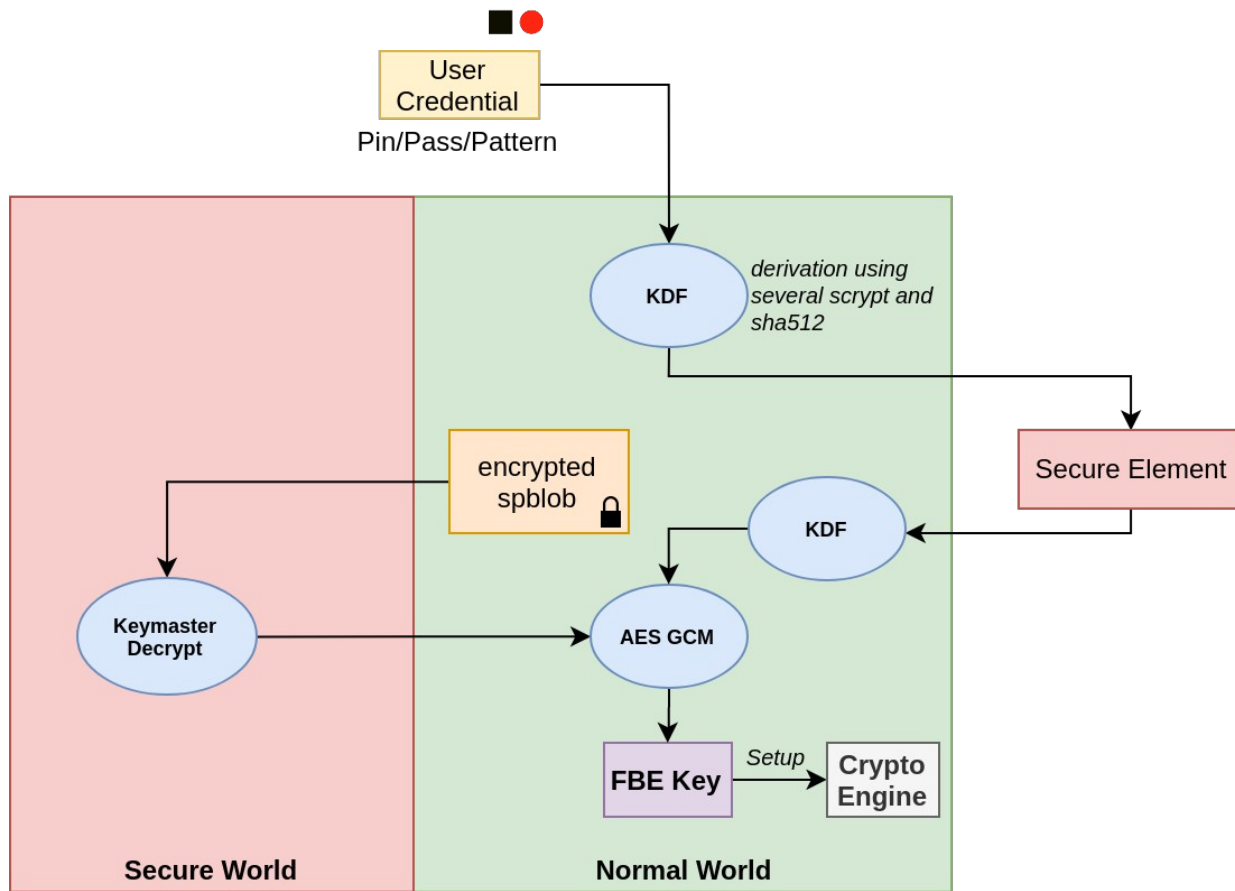 User
Credential
Pin/Pass/Pattern
KDF
derivation using
several scrypt and
sha512
encrypted
spblob
Secure Element
KDF
Keymaster
Decrypt
AES GCM
FBE Key
Setup
Crypto
Engine
Secure World
Normal World